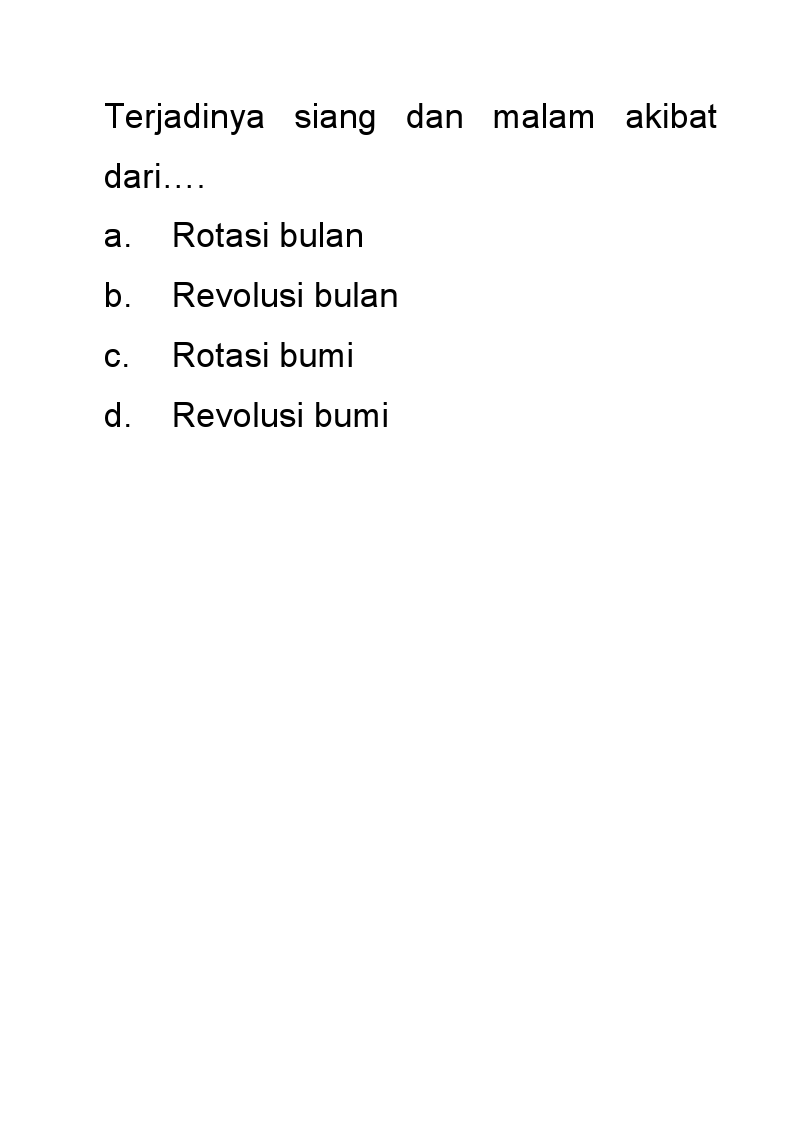 Terjadinya siang dan malam akibat
dari….
a. Rotasi bulan
b. Revolusi bulan
c. Rotasi bumi
d. Revolusi bumi